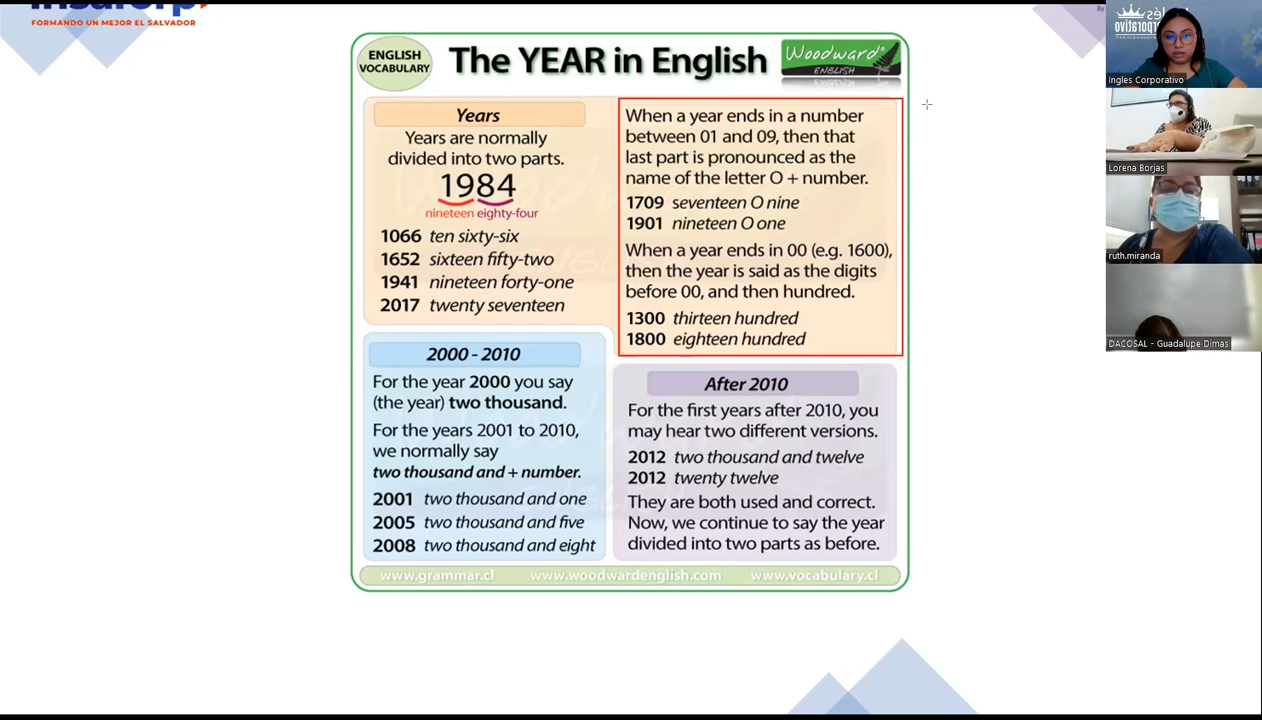 FORMANDO UN MEJOR EL SALVADOR
ENGLISH
VOCABULARY
The YEAR in English
Woodward
ENGLISH
Years
Years are normally
divided into two parts.
1984
nineteen eighty-four
1066 ten sixty-six
1652 sixteen fifty-two
1941 nineteen forty-one
2017 twenty seventeen
When a year ends in a number
between 01 and 09, then that
last part is pronounced as the
name of the letter O + number.
1709 seventeen O nine
1901 nineteen O one
When a year ends in 00 (e.g. 1600),
then the year is said as the digits
before 00, and then hundred.
1300 thirteen hundred
1800 eighteen hundred
2000 - 2010
For the year 2000 you say
(the year) two thousand.
For the years 2001 to 2010,
we normally say
two thousand and + number.
2001 two thousand and one
2005 two thousand and five
2008 two thousand and eight
After 2010
For the first years after 2010, you
may hear two different versions.
2012 two thousand and twelve
2012 twenty twelve
They are both used and correct.
Now, we continue to say the year
divided into two parts as before.
www.grammar.cl www.woodwardenglish.com www.vocabulary.cl
Ingles Corporativo
Lorena Borjas
ruth.miranda
DACOSAL - Guadalupe Dimas